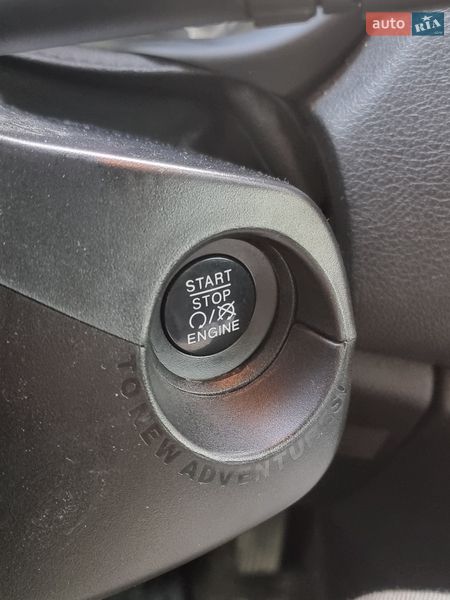 auto RIA
START
STOP
ENGINE
TO NEW ADVENTURES!